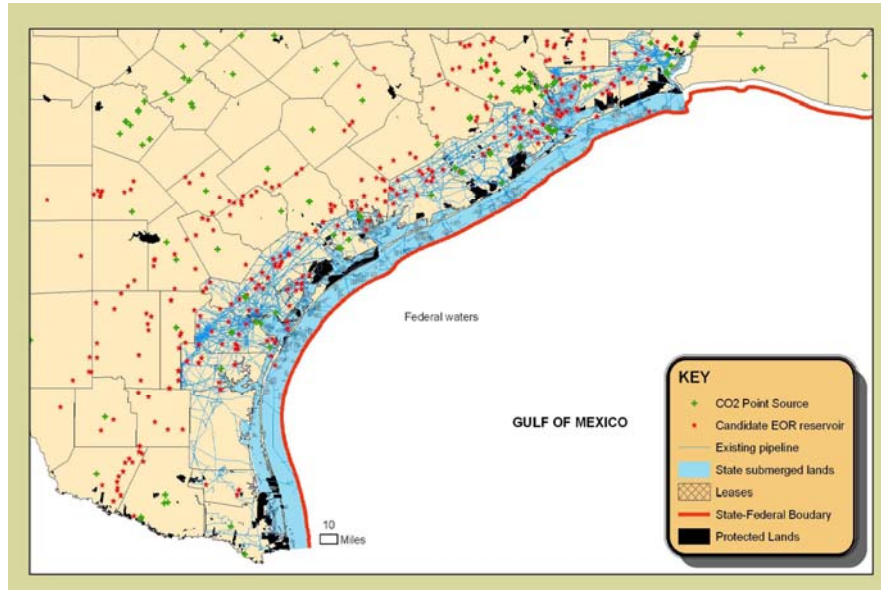 Federal waters
GULF OF MEXICO
10
Miles
KEY
CO2 Point Source
Candidate EOR reservoir
Existing pipeline
State submerged lands
Leases
State-Federal Boudary
Protected Lands